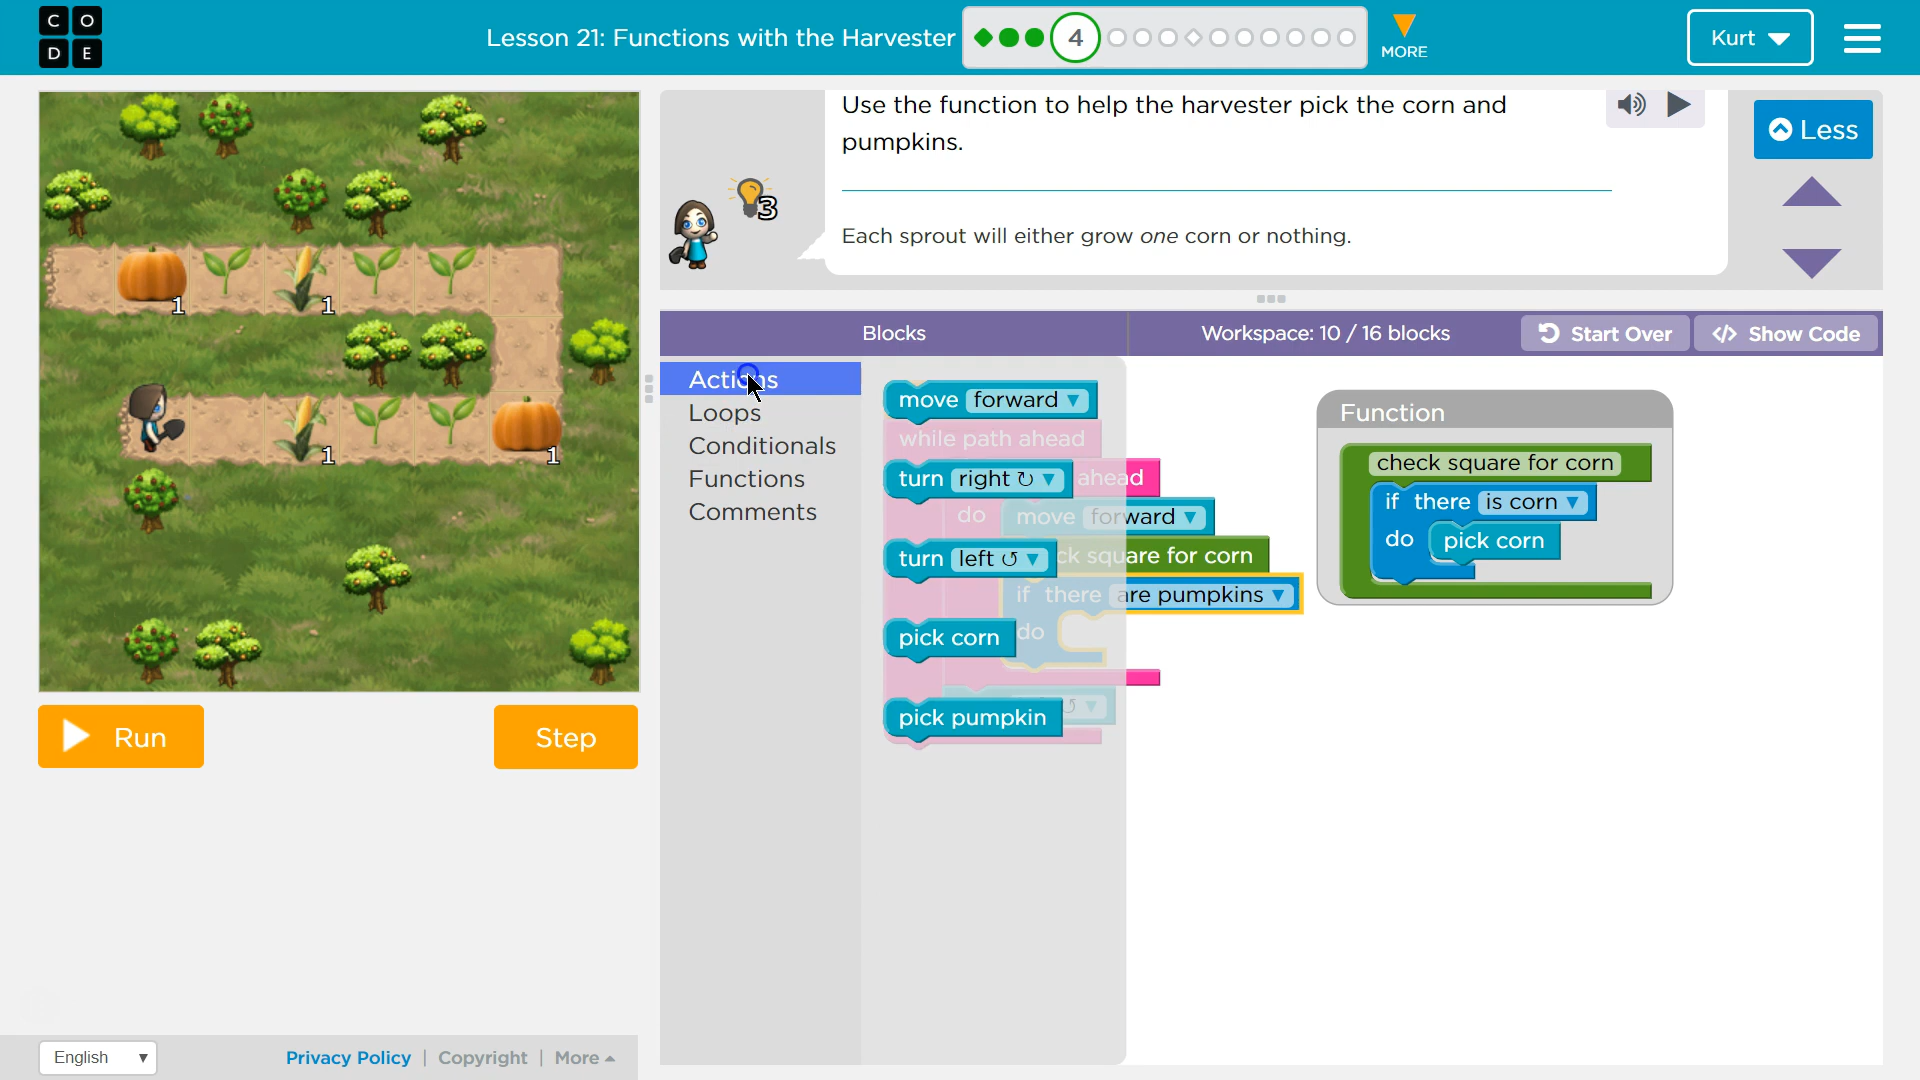 C O
D E
Lesson 21: Functions with the Harvester
4
MORE
Kurt
Use the function to help the harvester pick the corn and
pumpkins.
3
Each sprout will either grow one corn or nothing.
Less
1
1
1
1
Run
Step
Blocks
Workspace: 10 / 16 blocks
Start Over
</> Show Code
Actions
Loops
Conditionals
Functions
Comments
move forward
while path ahead
turn right
ahead
do move forward
turn left
ck square for corn
if there are pumpkins
pick corn
do
pick pumpkin
Function
check square for corn
if there is corn
do pick corn
English
Privacy Policy | Copyright | More